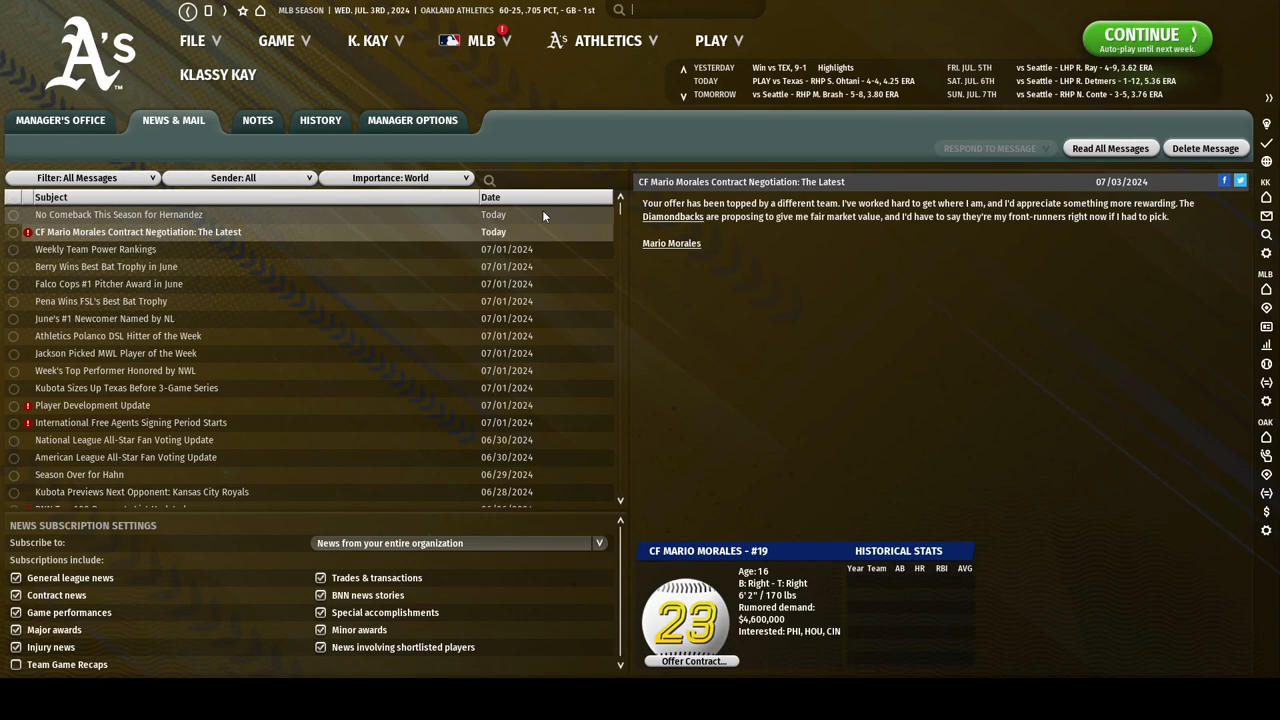 MLB SEASON | WED. JUL. 3RD , 2024 | OAKLAND ATHLETICS 60-25, .705 PCT, - GB - 1st
A's
FILE GAME K. KAY MLB ATHLETICS PLAY
CONTINUE
Auto-play until next week.
KLASSY KAY
YESTERDAY Win vs TEX, 9-1 Highlights FRI. JUL. 5TH vs Seattle - LHP R. Ray - 4-9, 3.62 ERA
TODAY PLAY vs Texas - RHP S. Ohtani - 4-4, 4.25 ERA SAT. JUL. 6TH vs Seattle - LHP R. Detmers - 1-12, 5.36 ERA
TOMORROW vs Seattle - RHP M. Brash - 5-8, 3.80 ERA SUN. JUL. 7TH vs Seattle - RHP N. Conte - 3-5, 3.76 ERA
MANAGER'S OFFICE NEWS & MAIL NOTES HISTORY MANAGER OPTIONS
RESPOND TO MESSAGE Read All Messages Delete Message
Filter: All Messages Sender: All Importance: World
Subject Date
No Comeback This Season for Hernandez Today
CF Mario Morales Contract Negotiation: The Latest Today
Weekly Team Power Rankings 07/01/2024
Berry Wins Best Bat Trophy in June 07/01/2024
Falco Cops #1 Pitcher Award in June 07/01/2024
Pena Wins FSL's Best Bat Trophy 07/01/2024
June's #1 Newcomer Named by NL 07/01/2024
Athletics Polanco DSL Hitter of the Week 07/01/2024
Jackson Picked MWL Player of the Week 07/01/2024
Week's Top Performer Honored by NWL 07/01/2024
Kubota Sizes Up Texas Before 3-Game Series 07/01/2024
Player Development Update 07/01/2024
International Free Agents Signing Period Starts 07/01/2024
National League All-Star Fan Voting Update 06/30/2024
American League All-Star Fan Voting Update 06/30/2024
Season Over for Hahn 06/29/2024
Kubota Previews Next Opponent: Kansas City Royals 06/28/2024
NEWS SUBSCRIPTION SETTINGS
Subscribe to: News from your entire organization
Subscriptions include:
General league news Trades & transactions
Contract news BNN news stories
Game performances Special accomplishments
Major awards Minor awards
Injury news News involving shortlisted players
Team Game Recaps
CF Mario Morales Contract Negotiation: The Latest 07/03/2024
Your offer has been topped by a different team. I've worked hard to get where I am, and I'd appreciate something more rewarding. The
Diamondbacks are proposing to give me fair market value, and I'd have to say they're my front-runners right now if I had to pick.
Mario Morales
CF MARIO MORALES - #19 HISTORICAL STATS
Year Team AB HR RBI AVG
Age: 16
B: Right - T: Right
6' 2" / 170 lbs
Rumored demand:
$4,600,000
Interested: PHI, HOU, CIN
23
Offer Contract...
KK
MLB
OAK